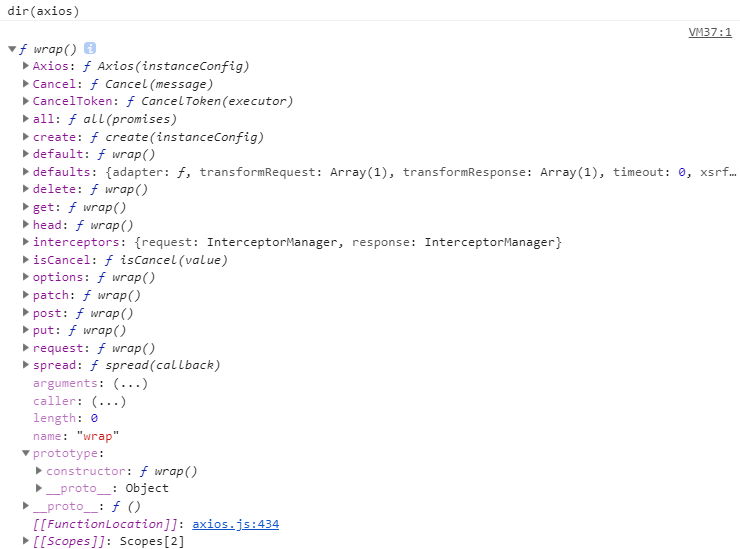 dir(axios)
VM37:1
▼ƒ wrap() i
▶Axios: ƒ Axios(instanceConfig)
▶Cancel: ƒ Cancel(message)
▶CancelToken: ƒ CancelToken(executor)
▶all: ƒ all(promises)
▶create: ƒ create(instanceConfig)
▶default: ƒ wrap()
▶defaults: {adapter: ƒ, transformRequest: Array(1), transformResponse: Array(1), timeout: 0, xsrf…
▶delete: ƒ wrap()
▶get: ƒ wrap()
▶head: ƒ wrap()
▶interceptors: {request: InterceptorManager, response: InterceptorManager}
▶isCancel: ƒ isCancel(value)
▶options: ƒ wrap()
▶patch: ƒ wrap()
▶post: ƒ wrap()
▶put: ƒ wrap()
▶request: ƒ wrap()
▶spread: ƒ spread(callback)
arguments: (...)
caller: (...)
length: 0
name: "wrap"
▼prototype:
▶constructor: ƒ wrap()
▶__proto__: Object
▶__proto__: ƒ ()
[[FunctionLocation]]: axios.js:434
▶[[Scopes]]: Scopes[2]